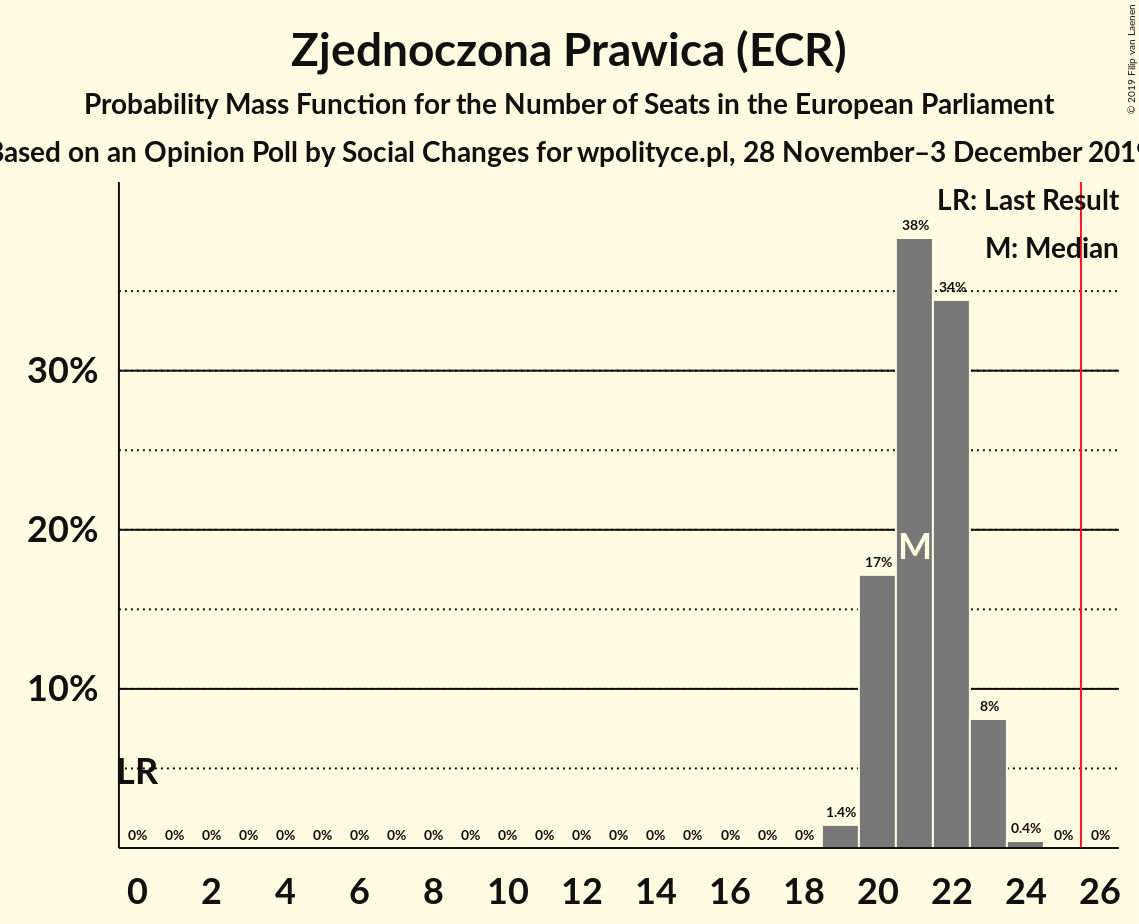 Zjednoczona Prawica (ECR)
Probability Mass Function for the Number of Seats in the European Parliament
Based on an Opinion Poll by Social Changes for wpolityce.pl, 28 November–3 December 2019
© 2019 Filip van Laenen
LR: Last Result
M: Median
38%
34%
30%
20%
M
17%
10%
8%
LR
1.4%
0.4%
0% 0% 0% 0% 0% 0% 0% 0% 0% 0% 0% 0% 0% 0% 0% 0% 0% 0% 0% 0% 0%
0 2 4 6 8 10 12 14 16 18 20 22 24 26